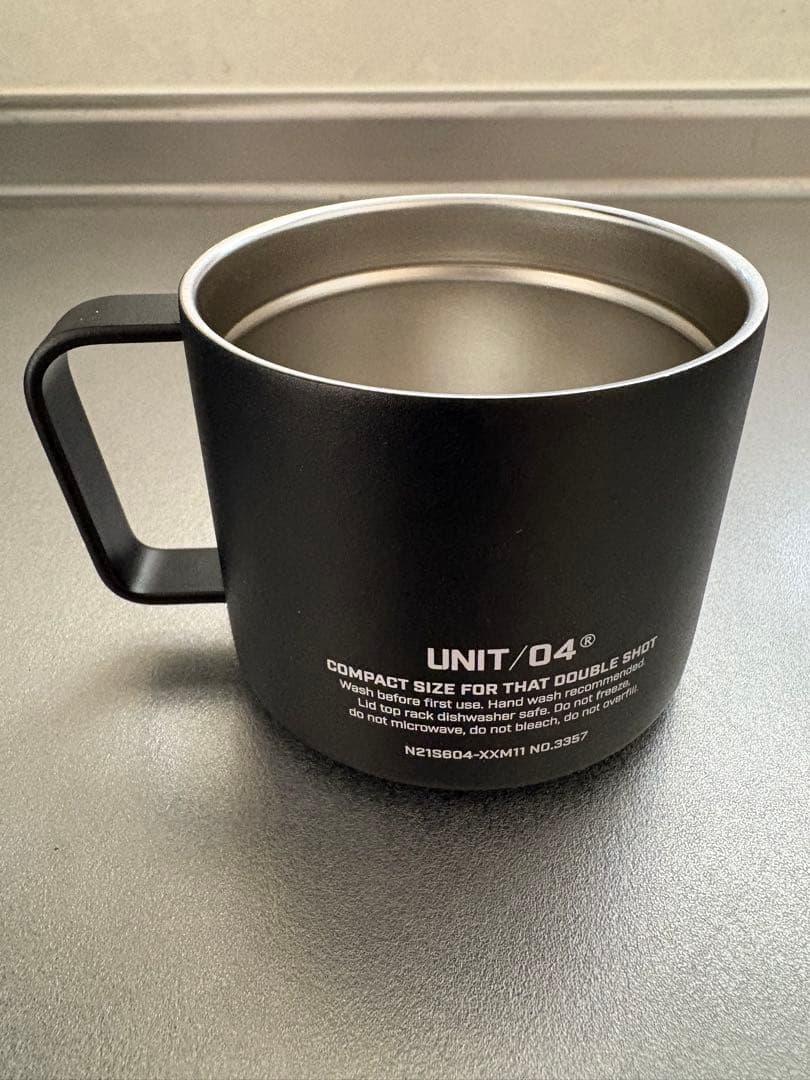 UNIT/04®
COMPACT SIZE FOR THAT DOUBLE SHOT
Wash before first use. Hand wash recommended.
Lid top rack dishwasher safe. Do not freeze,
do not microwave, do not bleach, do not overfill.
N21S604-XXM11 NO.3357